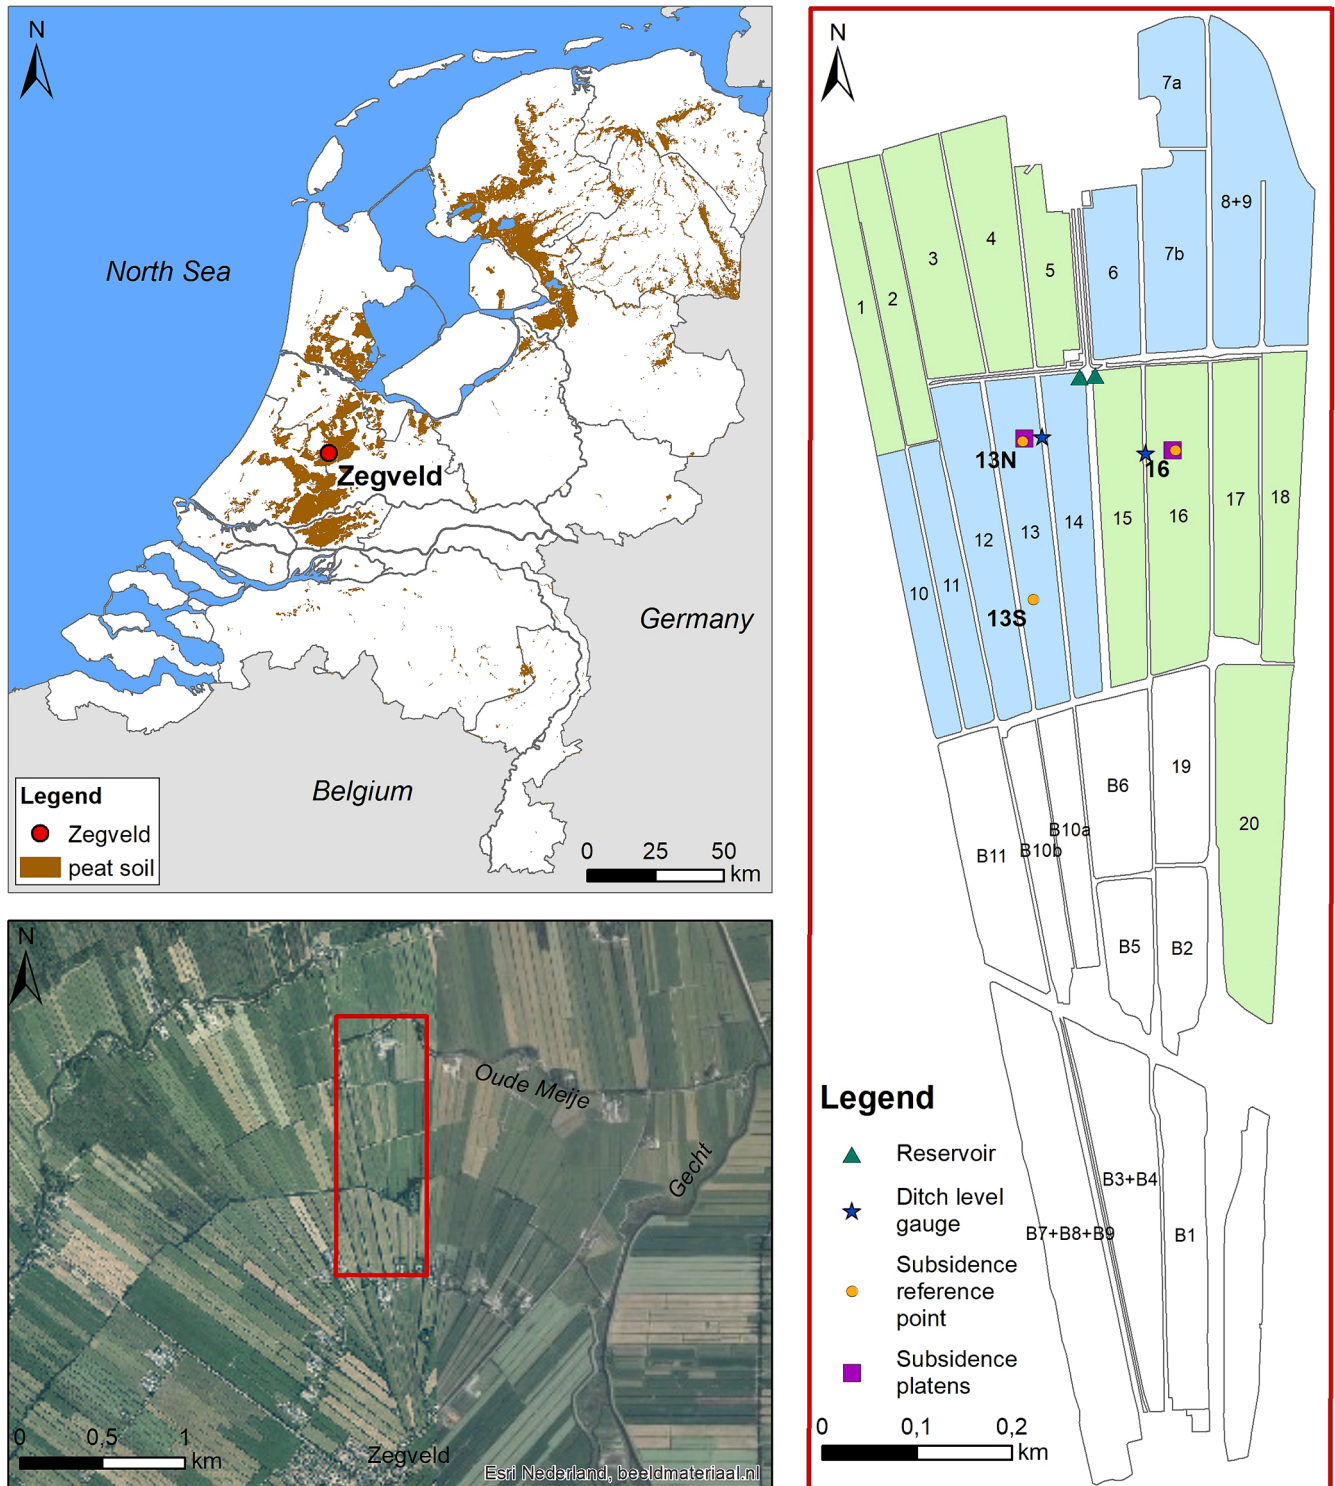 N
North Sea
Zegveld
Germany
Belgium
Legend
Zegveld
peat soil
0 25 50
km
N
Oude Meije
Gecht
Zegveld
0 0,5 1
km
Esri Nederland, beeldmateriaal.nl
N
7a
8+9
7b
4
3
5
6
1
2
13N
16
15
16
17
18
12
13
14
10
11
13S
19
B6
20
B10a
B11
B10b
B5
B2
B3+B4
B7+B8+B9
B1
Legend
Reservoir
Ditch level
gauge
Subsidence
reference
point
Subsidence
platens
0 0,1 0,2
km